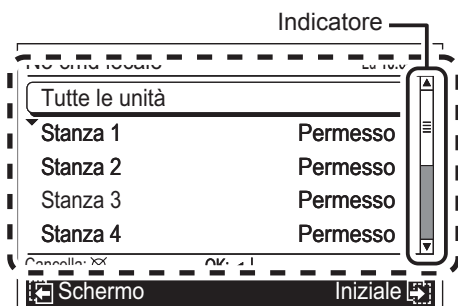 Indicatore
Tutte le unità
Stanza 1 Permesso
Stanza 2 Permesso
Stanza 3 Permesso
Stanza 4 Permesso
Cancella: OK:
Schermo Iniziale